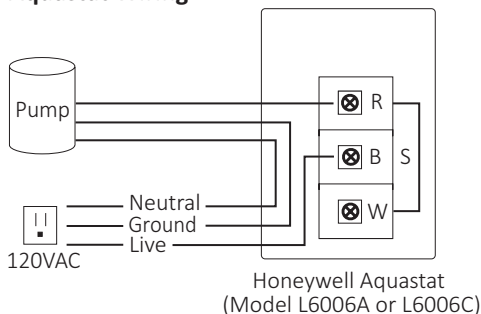 Aquastat Wiring
Pump
R
B
S
W
Neutral
Ground
Live
120VAC
Honeywell Aquastat
(Model L6006A or L6006C)